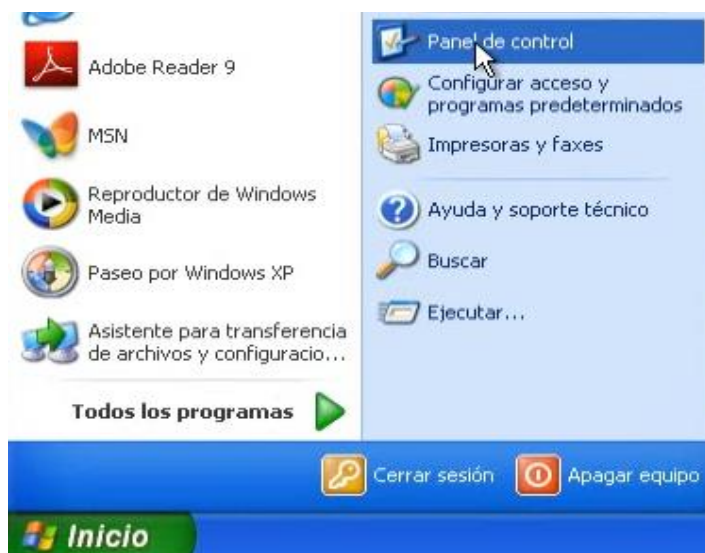 Adobe Reader 9
MSN
Reproductor de Windows
Media
Paseo por Windows XP
Asistente para transferencia
de archivos y configuracio...
Todos los programas
Panel de control
Configurar acceso y
programas predeterminados
Impresoras y faxes
Ayuda y soporte técnico
Buscar
Ejecutar...
Cerrar sesión
Apagar equipo
Inicio